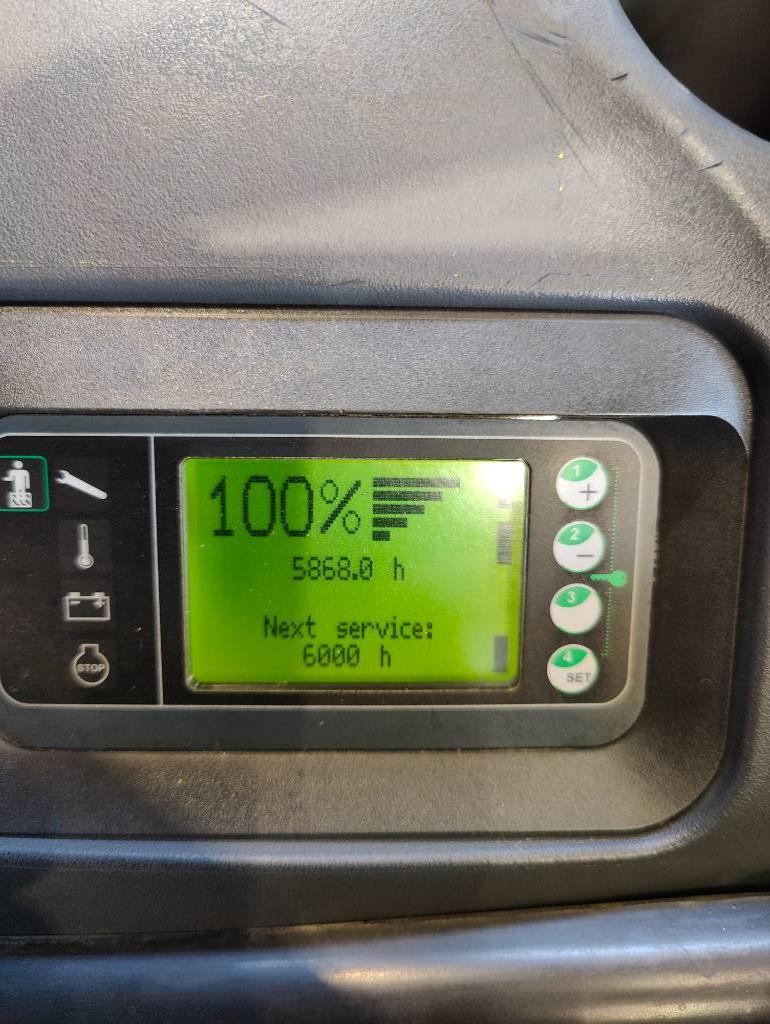 100%
5868.0 h
Next service:
6000 h
STOP
1
+
2
−
3
4
SET